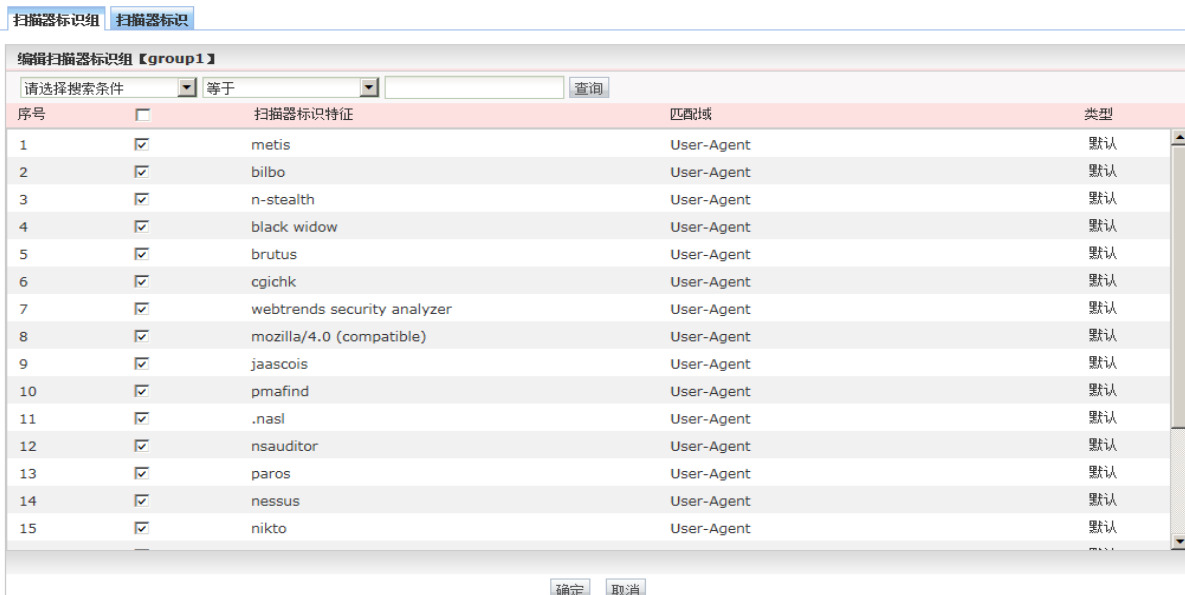 扫描器标识组 扫描器标识
编辑扫描器标识组【group1】
请选择搜索条件 等于 查询
序号 扫描器标识特征 匹配域 类型
1 metis User-Agent 默认
2 bilbo User-Agent 默认
3 n-stealth User-Agent 默认
4 black widow User-Agent 默认
5 brutus User-Agent 默认
6 cgichk User-Agent 默认
7 webtrends security analyzer User-Agent 默认
8 mozilla/4.0 (compatible) User-Agent 默认
9 jaascois User-Agent 默认
10 pmafind User-Agent 默认
11 .nasl User-Agent 默认
12 nsauditor User-Agent 默认
13 paros User-Agent 默认
14 nessus User-Agent 默认
15 nikto User-Agent 默认
确定 取消